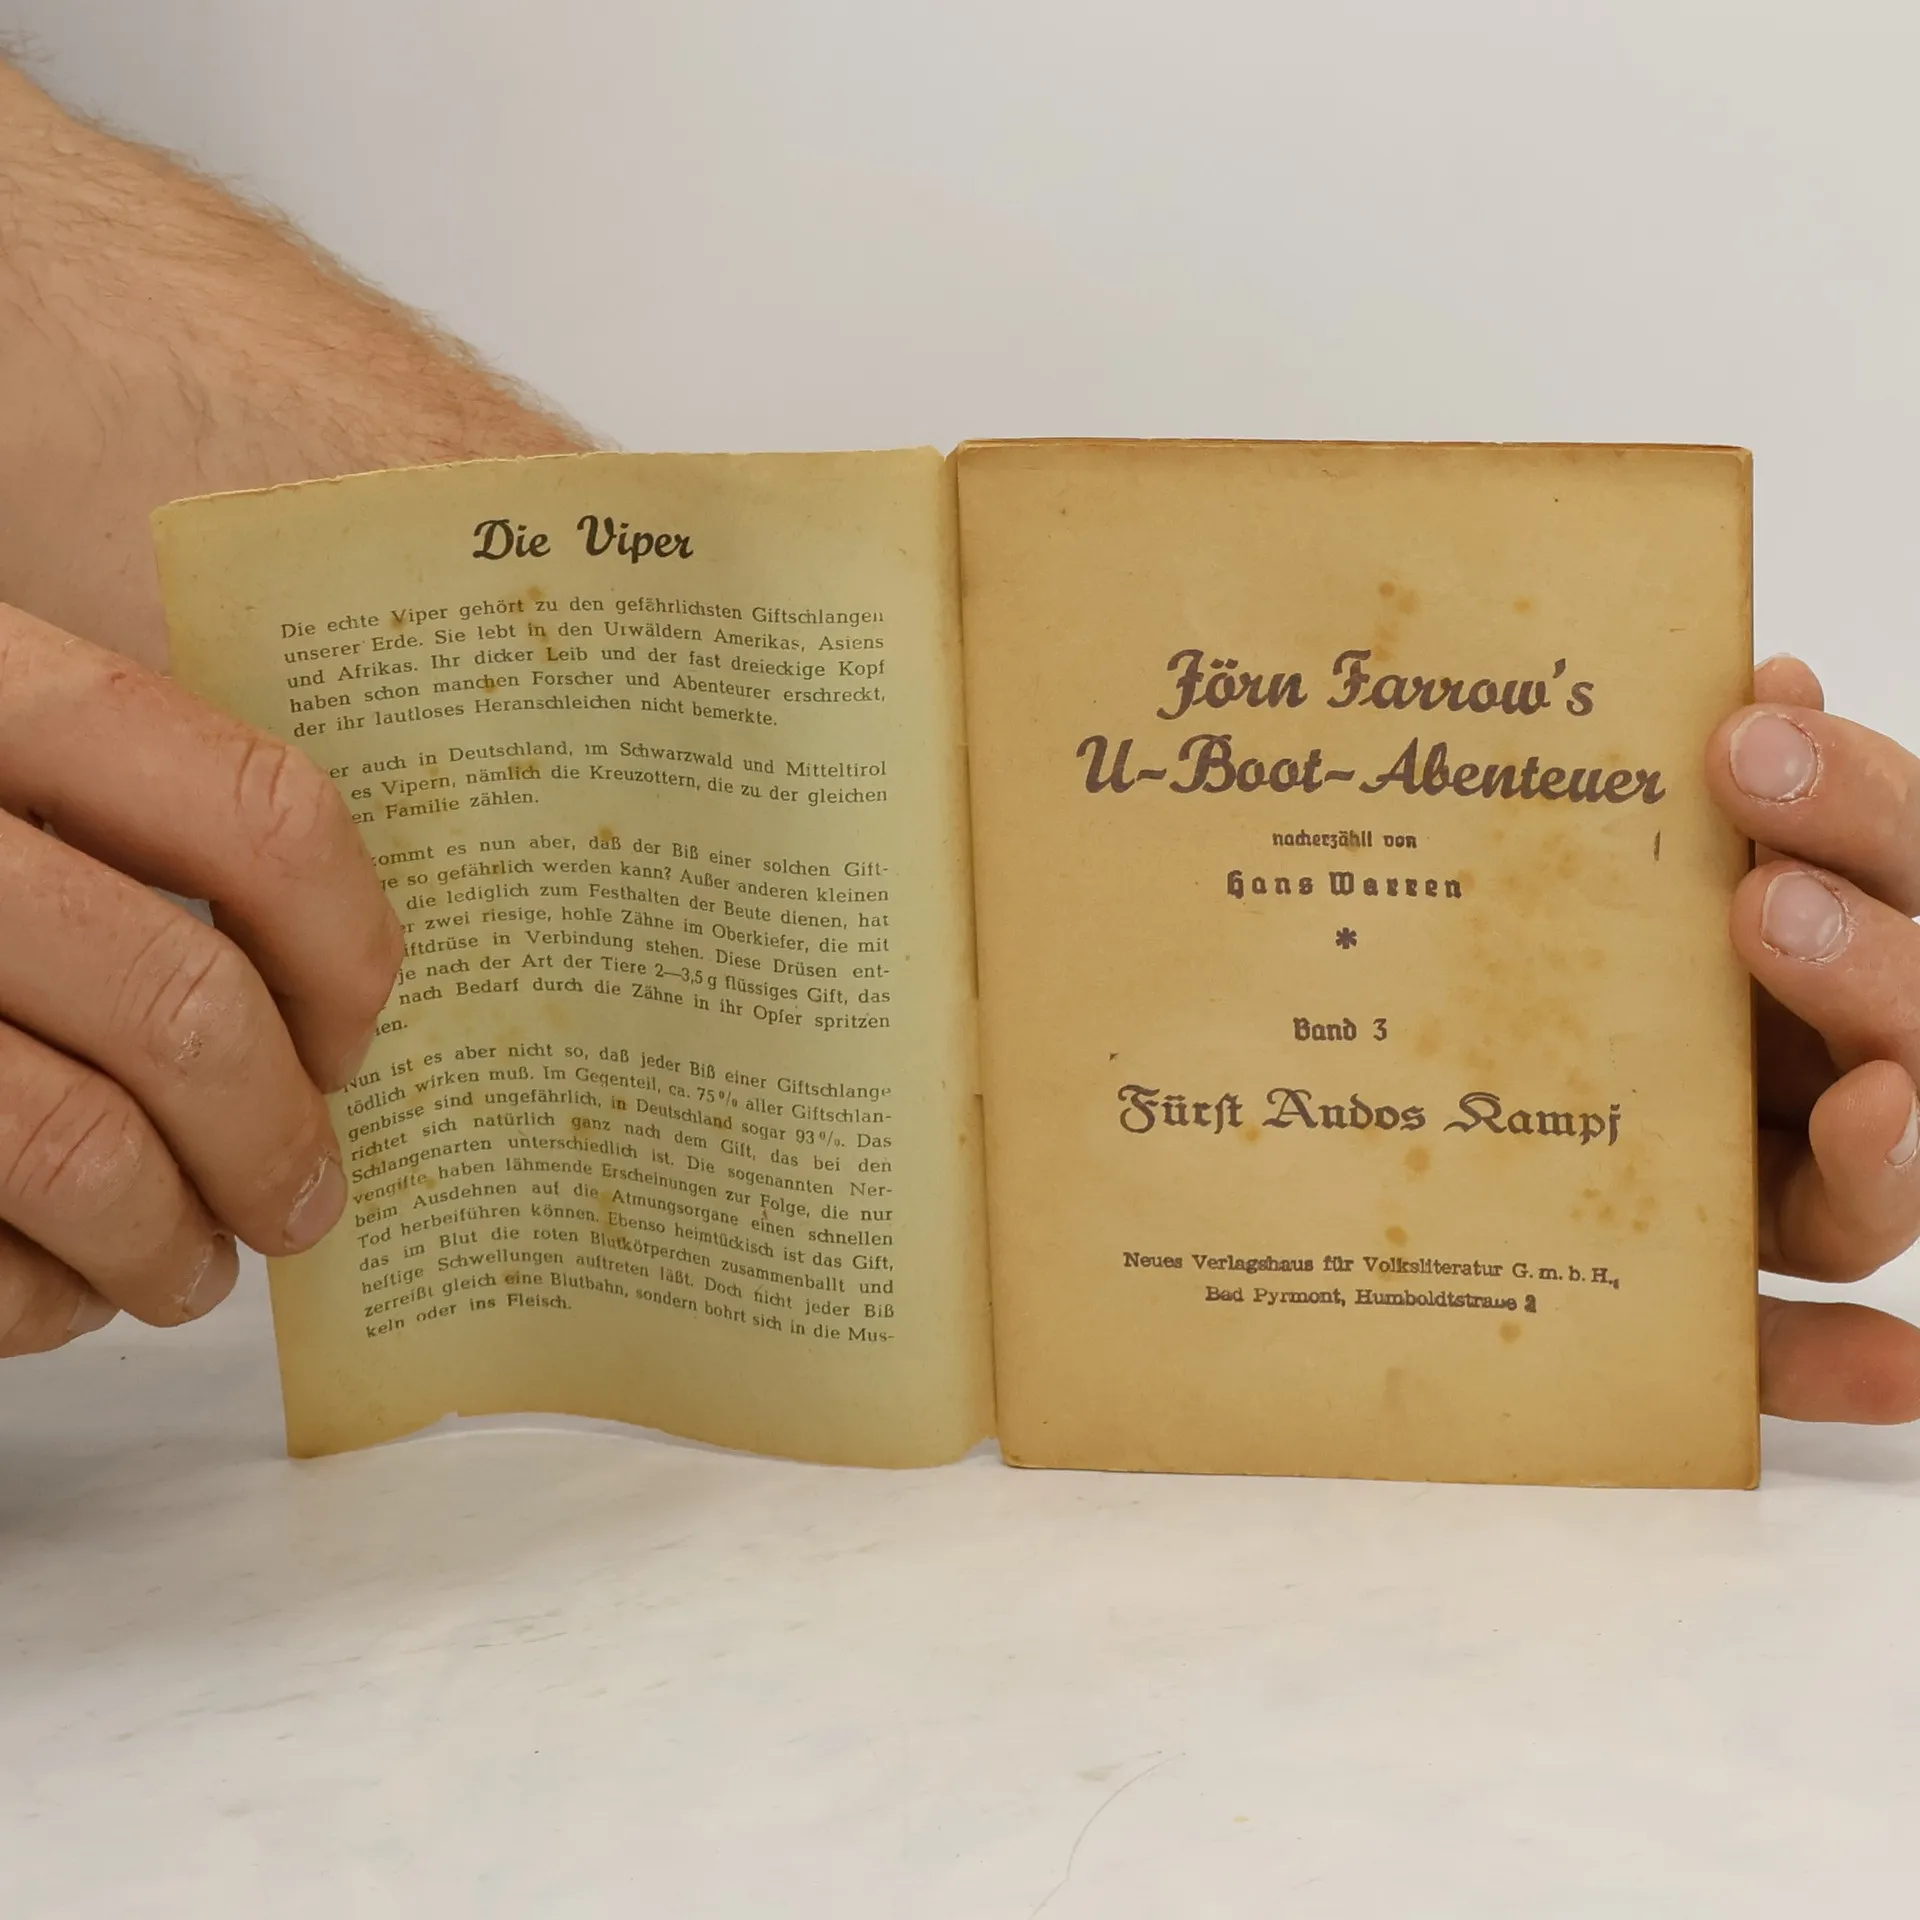 Die Viper
Die echte Viper gehört zu den gefährlichsten Giftschlangen
unserer Erde. Sie lebt in den Urwäldern Amerikas, Asiens
und Afrikas. Ihr dicker Leib und der fast dreieckige Kopf
haben schon manchen Forscher und Abenteurer erschreckt,
der ihr lautloses Heranschleichen nicht bemerkte.
er auch in Deutschland, im Schwarzwald und Mitteltirol
es Vipern, nämlich die Kreuzottern, die zu der gleichen
en Familie zählen.
ommt es nun aber, daß der Biß einer solchen Gift-
ge so gefährlich werden kann? Außer anderen kleinen
die lediglich zum Festhalten der Beute dienen, hat
er zwei riesige, hohle Zähne im Oberkiefer, die mit
iftdrüse in Verbindung stehen. Diese Drüsen ent-
je nach der Art der Tiere 2—3,5 g flüssiges Gift, das
nach Bedarf durch die Zähne in ihr Opfer spritzen
en.
Nun ist es aber nicht so, daß jeder Biß einer Giftschlange
tödlich wirken muß. Im Gegenteil, ca. 75 % aller Giftschlan-
genbisse sind ungefährlich, in Deutschland sogar 93 %. Das
richtet sich natürlich ganz nach dem Gift, das bei den
Schlangenarten unterschiedlich ist. Die sogenannten Ner-
vengifte haben lähmende Erscheinungen zur Folge, die nur
beim Ausdehnen auf die Atmungsorgane einen schnellen
Tod herbeiführen können. Ebenso heimtückisch ist das Gift,
das im Blut die roten Blutkörperchen zusammenballt und
heftige Schwellungen auftreten läßt. Doch nicht jeder Biß
zerreißt gleich eine Blutbahn, sondern bohrt sich in die Mus-
keln oder ins Fleisch.
Jörn Farrow's
U-Boot-Abenteuer
nacherzählt von
Hans Warren
*
Band 3
Fürst Andos Kampf
Neues Verlagshaus für Volksliteratur G. m. b. H.,
Bad Pyrmont, Humboldtstraße 2